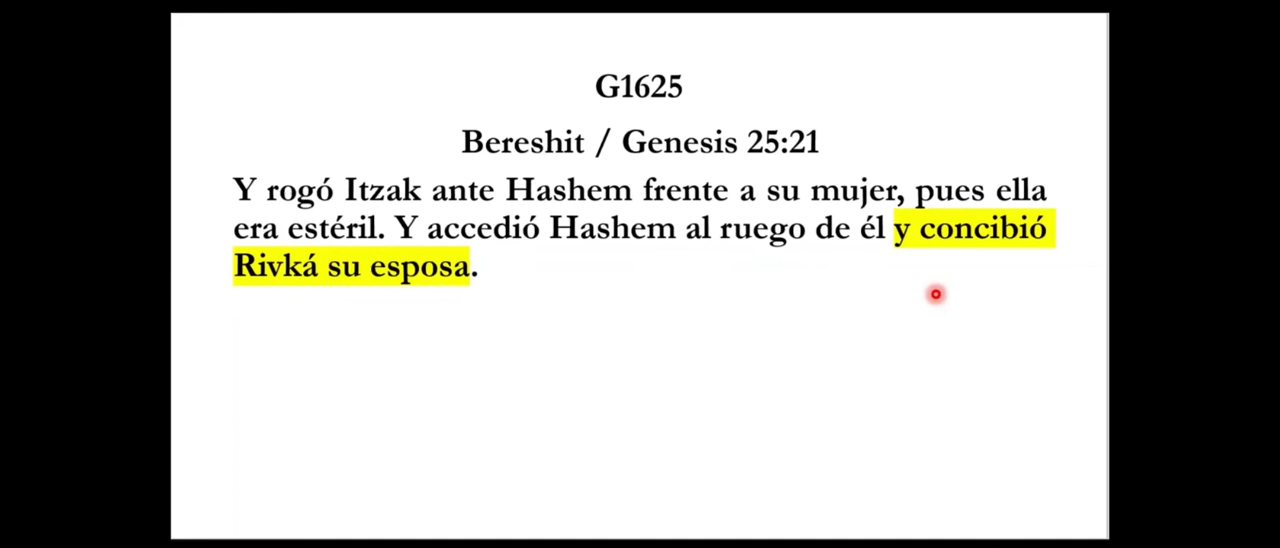 G1625
Bereshit / Genesis 25:21
Y rogó Itzak ante Hashem frente a su mujer, pues ella
era estéril. Y accedió Hashem al ruego de él y concibió
Rivká su esposa.